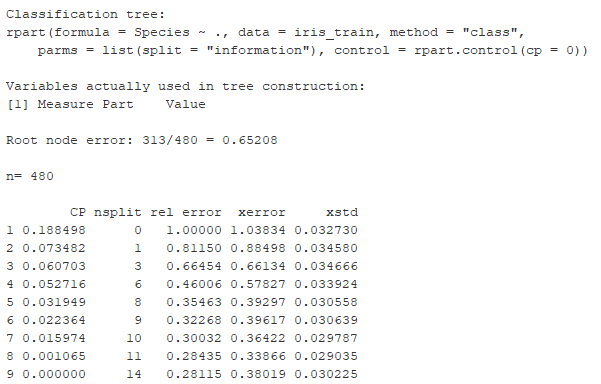 Classification tree:
rpart(formula = Species ~ ., data = iris_train, method = "class",
    parms = list(split = "information"), control = rpart.control(cp = 0))

Variables actually used in tree construction:
[1] Measure Part    Value

Root node error: 313/480 = 0.65208

n= 480

        CP nsplit rel error  xerror     xstd
1 0.188498      0   1.00000 1.03834 0.032730
2 0.073482      1   0.81150 0.88498 0.034580
3 0.060703      3   0.66454 0.66134 0.034666
4 0.052716      6   0.46006 0.57827 0.033924
5 0.031949      8   0.35463 0.39297 0.030558
6 0.022364      9   0.32268 0.39617 0.030639
7 0.015974     10   0.30032 0.36422 0.029787
8 0.001065     11   0.28435 0.33866 0.029035
9 0.000000     14   0.28115 0.38019 0.030225